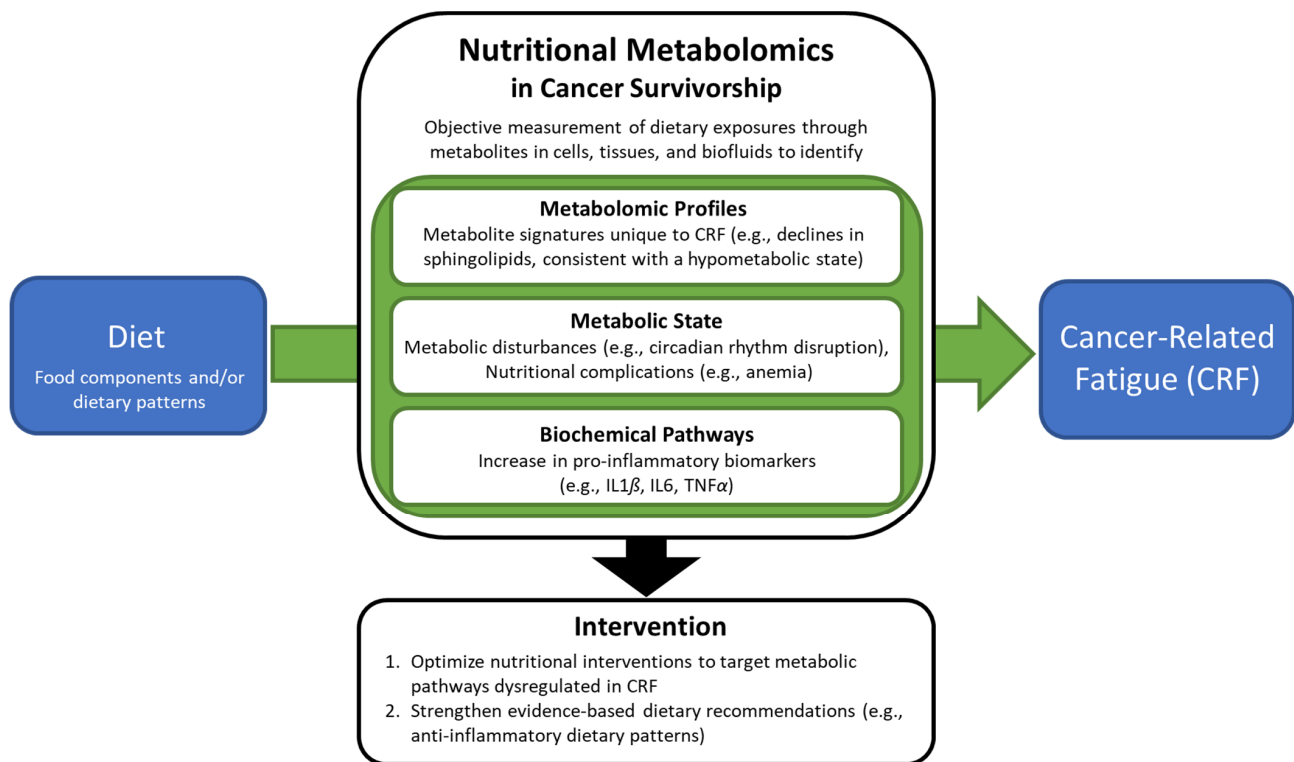 Nutritional Metabolomics
in Cancer Survivorship
Objective measurement of dietary exposures through
metabolites in cells, tissues, and biofluids to identify
Metabolomic Profiles
Metabolite signatures unique to CRF (e.g., declines in
sphingolipids, consistent with a hypometabolic state)
Diet
Food components and/or
dietary patterns
Metabolic State
Metabolic disturbances (e.g., circadian rhythm disruption),
Nutritional complications (e.g., anemia)
Cancer-Related
Fatigue (CRF)
Biochemical Pathways
Increase in pro-inflammatory biomarkers
(e.g., IL1ß, IL6, TNFα)
Intervention
1. Optimize nutritional interventions to target metabolic
pathways dysregulated in CRF
2. Strengthen evidence-based dietary recommendations (e.g.,
anti-inflammatory dietary patterns)